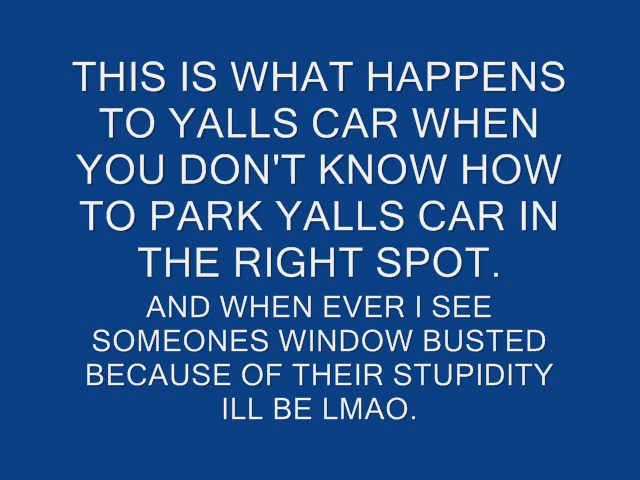 THIS IS WHAT HAPPENS
TO YALLS CAR WHEN
YOU DON'T KNOW HOW
TO PARK YALLS CAR IN
THE RIGHT SPOT.
AND WHEN EVER I SEE
SOMEONES WINDOW BUSTED
BECAUSE OF THEIR STUPIDITY
ILL BE LMAO.